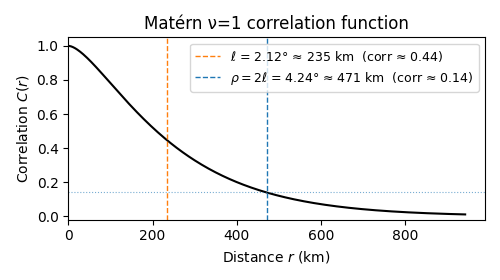 Matérn ν=1 correlation function
Correlation C(r)
1.0
0.8
0.6
0.4
0.2
0.0
ℓ = 2.12° ≈ 235 km (corr ≈ 0.44)
ρ = 2ℓ = 4.24° ≈ 471 km (corr ≈ 0.14)
0 200 400 600 800
Distance r (km)